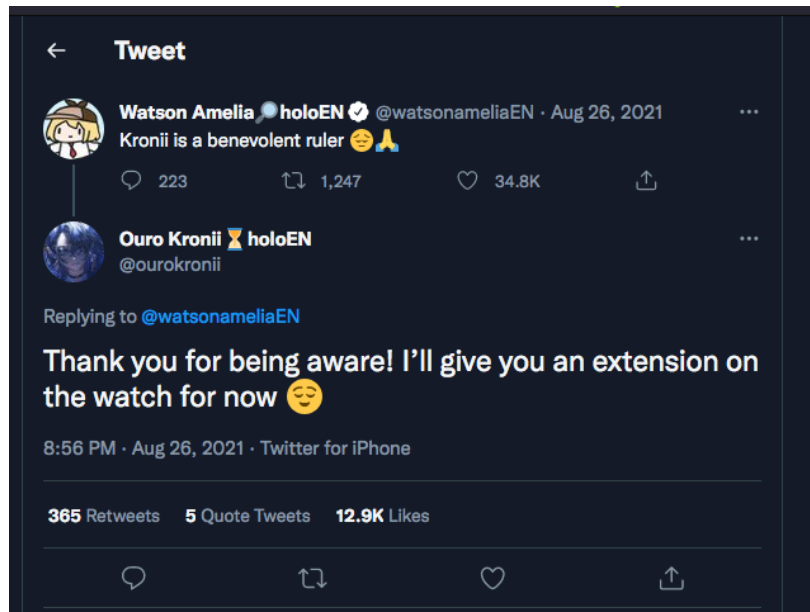 Tweet
Watson Amelia🔎holoEN @watsonameliaEN · Aug 26, 2021
Kronii is a benevolent ruler 😔🙏
223 1,247 34.8K
Ouro Kronii ⏳ holoEN
@ourokronii
Replying to @watsonameliaEN
Thank you for being aware! I’ll give you an extension on
the watch for now 😌
8:56 PM · Aug 26, 2021 · Twitter for iPhone
365 Retweets 5 Quote Tweets 12.9K Likes